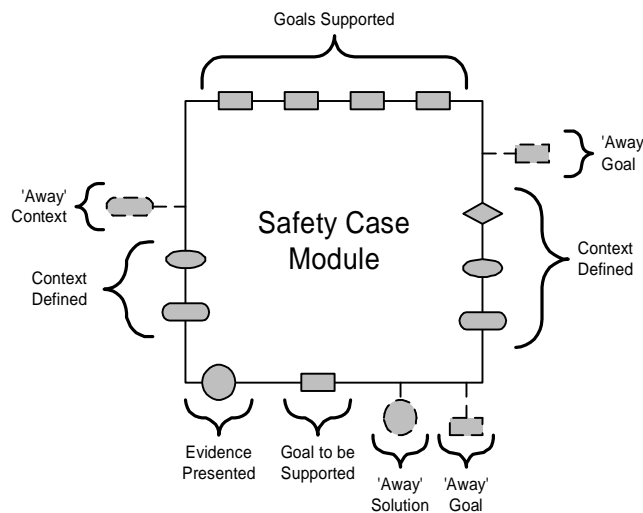 Goals Supported
'Away
Goal
'Away'
Context
Safety Case
Module
Context
Defined
Context
Defined
Evidence
Presented
Goal to be
Supported
'Away'
Solution
'Away'
Goal